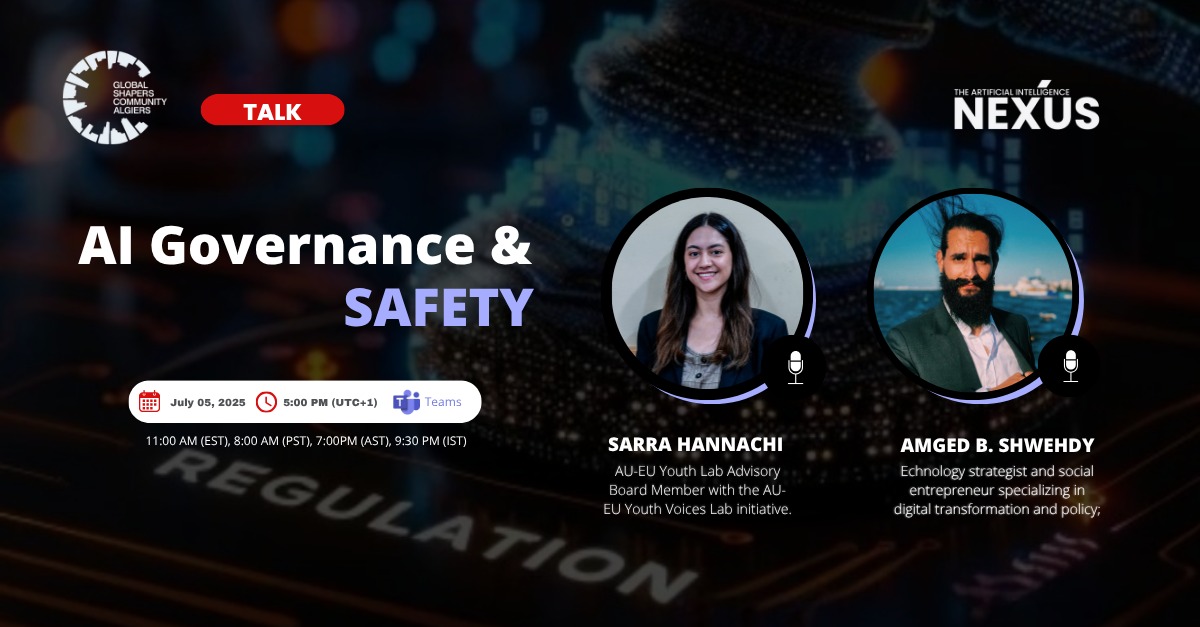 GLOBAL
SHAPERS
COMMUNITY
ALGIERS
TALK
THE ARTIFICIAL INTELLIGENCE
NEXUS
AI Governance &
SAFETY
July 05, 2025 5:00 PM (UTC+1) Teams
11:00 AM (EST), 8:00 AM (PST), 7:00PM (AST), 9:30 PM (IST)
SARRA HANNACHI
AU-EU Youth Lab Advisory
Board Member with the AU-
EU Youth Voices Lab initiative.
AMGED B. SHWEHDY
Echnology strategist and social
entrepreneur specializing in
digital transformation and policy;
REGULATION